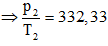 ⇒ p₂/T₂ = 332,33